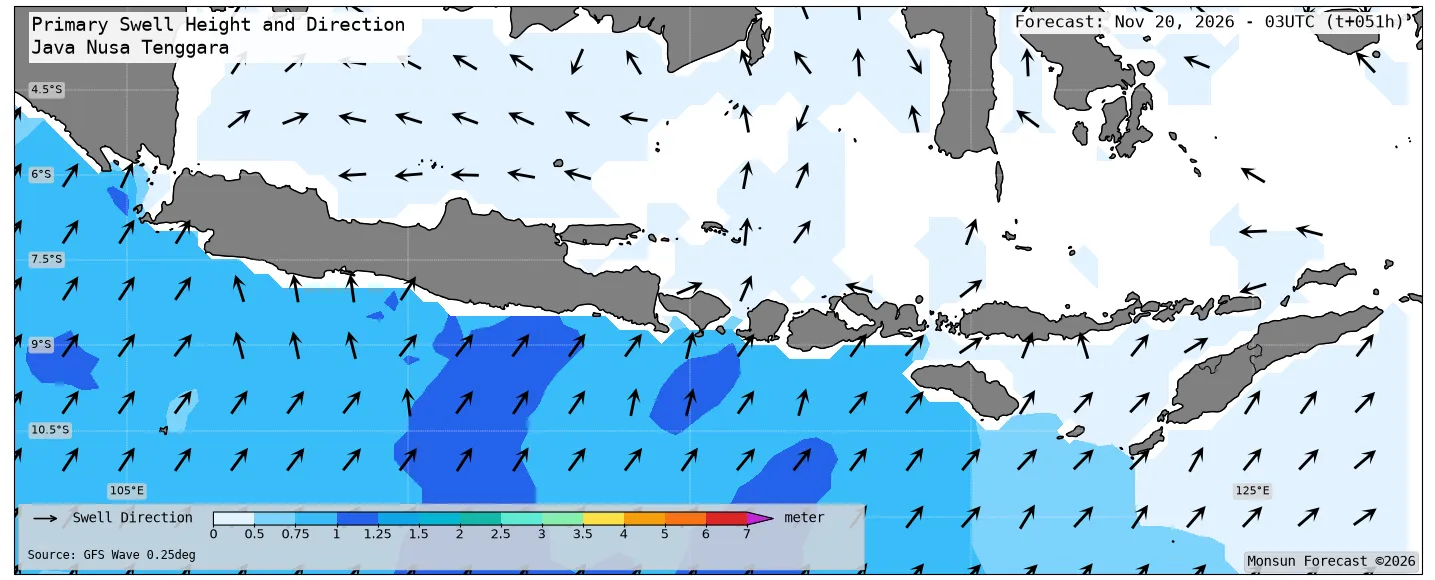 Primary Swell Height and Direction
Java Nusa Tenggara
Forecast: Nov 20, 2026 - 03UTC (t+051h)
4.5°S
6°S
7.5°S
9°S
10.5°S
105°E
125°E
Swell Direction
0 0.5 0.75 1 1.25 1.5 2 2.5 3 3.5 4 5 6 7
meter
Source: GFS Wave 0.25deg
Monsun Forecast ©2026